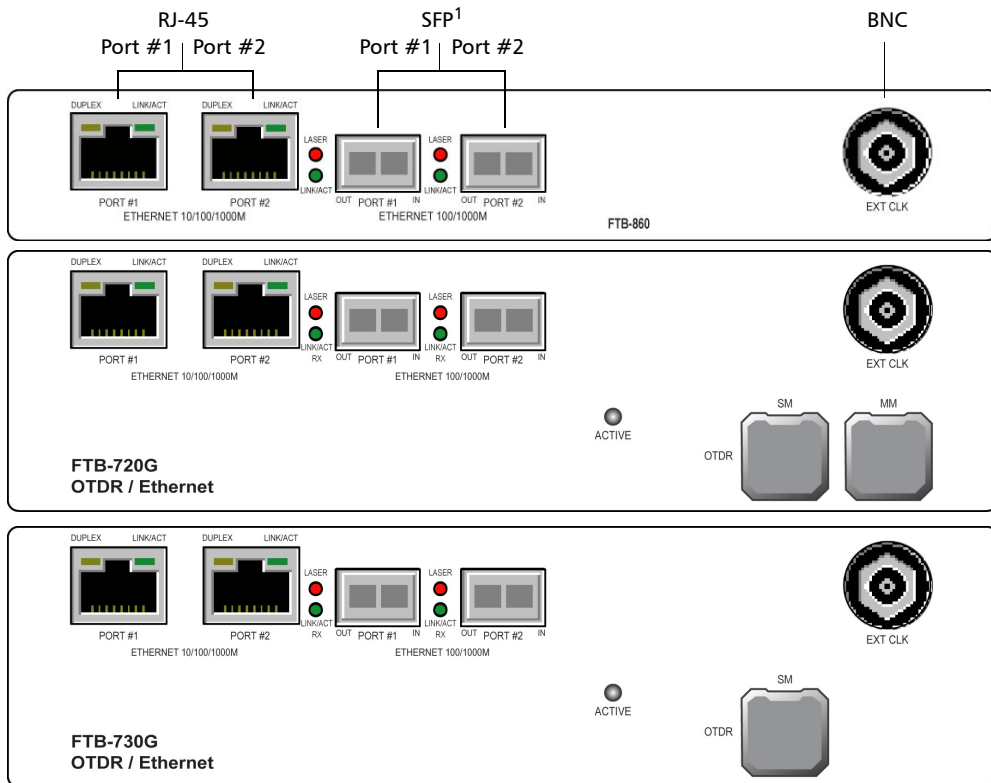 RJ-45 SFP1 BNC
Port #1 Port #2 Port #1 Port #2
DUPLEX LINK/ACT DUPLEX LINK/ACT
LASER LASER
LINK/ACT LINK/ACT
OUT PORT #1 IN OUT PORT #2 IN
PORT #1 PORT #2 EXT CLK
ETHERNET 10/100/1000M ETHERNET 100/1000M
FTB-860
DUPLEX LINK/ACT DUPLEX LINK/ACT
LASER LASER
LINK/ACT LINK/ACT
PORT #1 PORT #2 RX OUT PORT #1 IN RX OUT PORT #2 IN EXT CLK
ETHERNET 10/100/1000M ETHERNET 100/1000M
SM MM
ACTIVE
OTDR
FTB-720G
OTDR / Ethernet
DUPLEX LINK/ACT DUPLEX LINK/ACT
LASER LASER
LINK/ACT LINK/ACT
PORT #1 PORT #2 RX OUT PORT #1 IN RX OUT PORT #2 IN EXT CLK
ETHERNET 10/100/1000M ETHERNET 100/1000M
SM
ACTIVE
OTDR
FTB-730G
OTDR / Ethernet